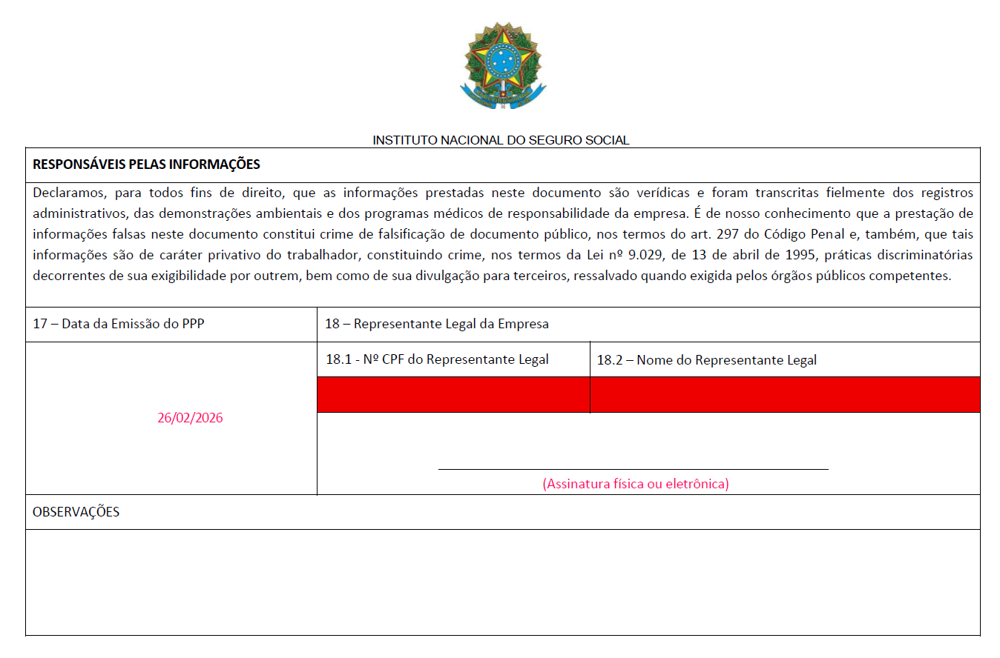 INSTITUTO NACIONAL DO SEGURO SOCIAL
RESPONSÁVEIS PELAS INFORMAÇÕES
Declaramos, para todos fins de direito, que as informações prestadas neste documento são verídicas e foram transcritas fielmente dos registros
administrativos, das demonstrações ambientais e dos programas médicos de responsabilidade da empresa. É de nosso conhecimento que a prestação de
informações falsas neste documento constitui crime de falsificação de documento público, nos termos do art. 297 do Código Penal e, também, que tais
informações são de caráter privativo do trabalhador, constituindo crime, nos termos da Lei nº 9.029, de 13 de abril de 1995, práticas discriminatórias
decorrentes de sua exigibilidade por outrem, bem como de sua divulgação para terceiros, ressalvado quando exigida pelos órgãos públicos competentes.
17 – Data da Emissão do PPP
18 – Representante Legal da Empresa
18.1 - Nº CPF do Representante Legal
18.2 – Nome do Representante Legal
26/02/2026
(Assinatura física ou eletrônica)
OBSERVAÇÕES